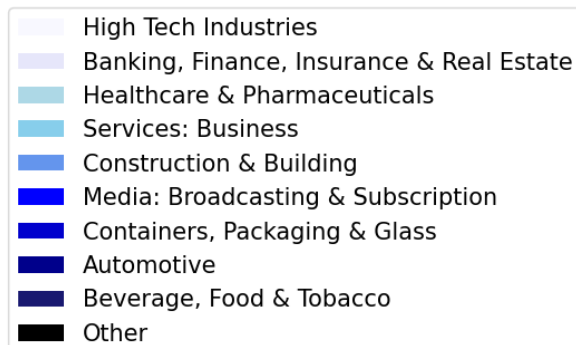 High Tech Industries
Banking, Finance, Insurance & Real Estate
Healthcare & Pharmaceuticals
Services: Business
Construction & Building
Media: Broadcasting & Subscription
Containers, Packaging & Glass
Automotive
Beverage, Food & Tobacco
Other